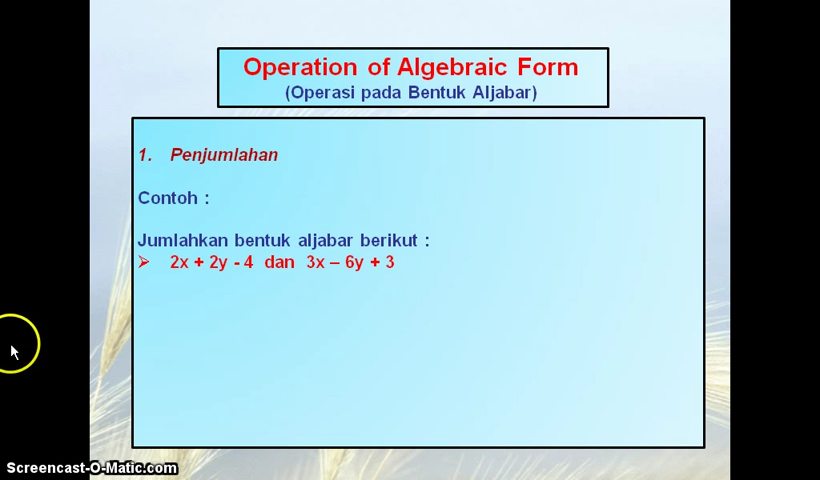 Operation of Algebraic Form
(Operasi pada Bentuk Aljabar)
1. Penjumlahan
Contoh :
Jumlahkan bentuk aljabar berikut :
➢ 2x + 2y - 4 dan 3x – 6y + 3
Screencast-O-Matic.com